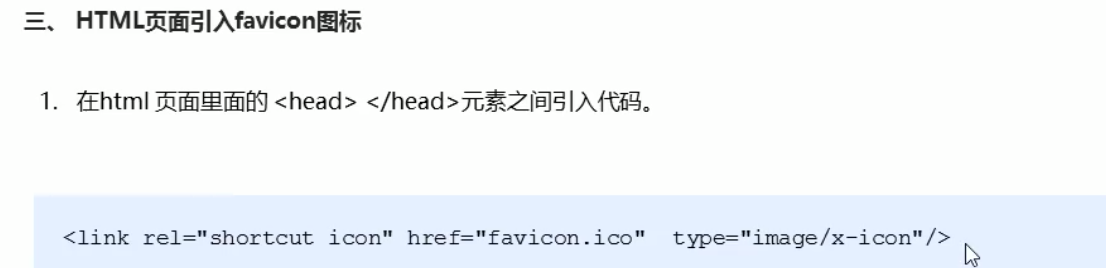 三、 HTML页面引入favicon图标
1. 在html 页面里面的 <head> </head>元素之间引入代码。
<link rel="shortcut icon" href="favicon.ico"  type="image/x-icon"/>